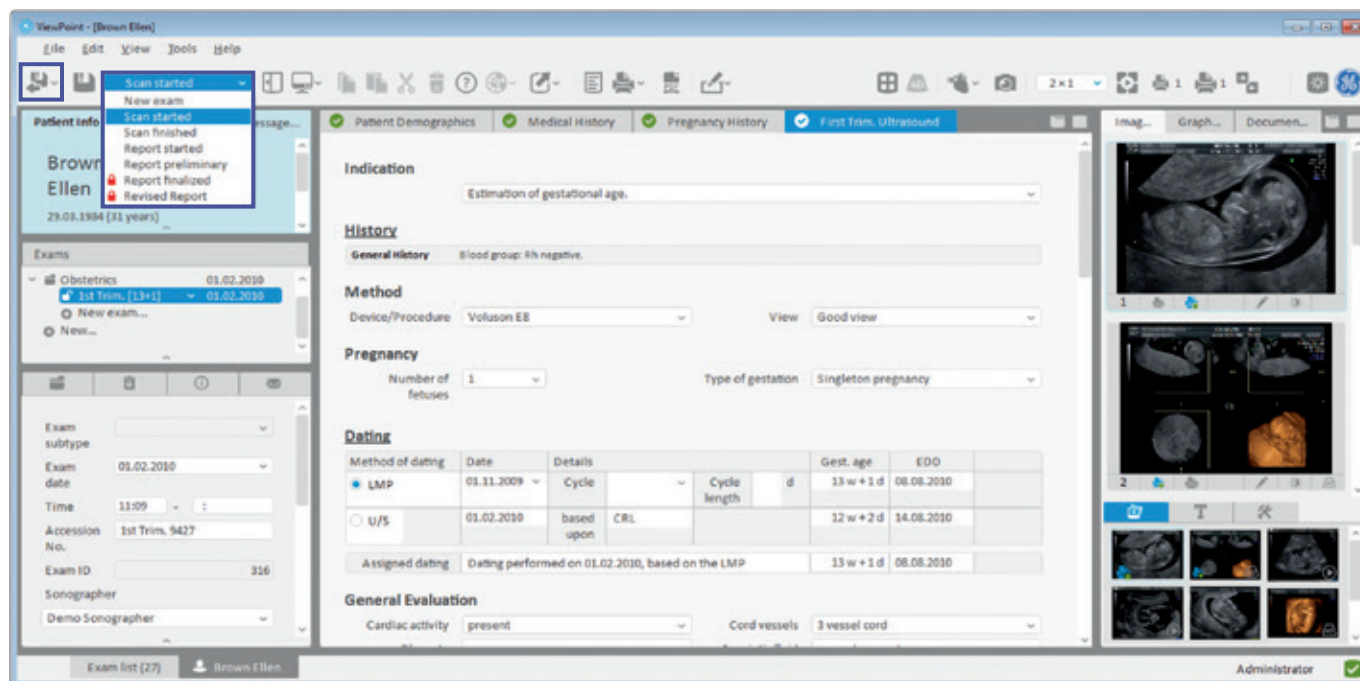 ViewPoint - [Brown Ellen]
File Edit View Tools Help
Scan started
2×1
1
1
New exam
Scan started
Scan finished
Report started
Report preliminary
Report finalized
Revised Report
Patient Info
essage...
Brown
Ellen
29.03.1984 (31 years)
Exams
Obstetrics 01.02.2010
1st Trim. [13+1] 01.02.2010
New exam...
New...
Exam subtype
Exam date 01.02.2010
Time 11:09 - :
Accession No. 1st Trim. 9427
Exam ID 316
Sonographer
Demo Sonographer
Patient Demographics Medical History Pregnancy History First Trim. Ultrasound
Indication
Estimation of gestational age.
History
General History Blood group: Rh negative.
Method
Device/Procedure Voluson E8 View Good view
Pregnancy
Number of fetuses 1 Type of gestation Singleton pregnancy
Dating
Method of dating Date Details Gest. age EDD
LMP 01.11.2009 Cycle Cycle length d 13 w + 1 d 08.08.2010
U/S 01.02.2010 based upon CRL 12 w + 2 d 14.08.2010
Assigned dating Dating performed on 01.02.2010, based on the LMP 13 w + 1 d 08.08.2010
General Evaluation
Cardiac activity present Cord vessels 3 vessel cord
Imag... Graph... Documen...
1
2
T
Exam list (27) Brown Ellen
Administrator